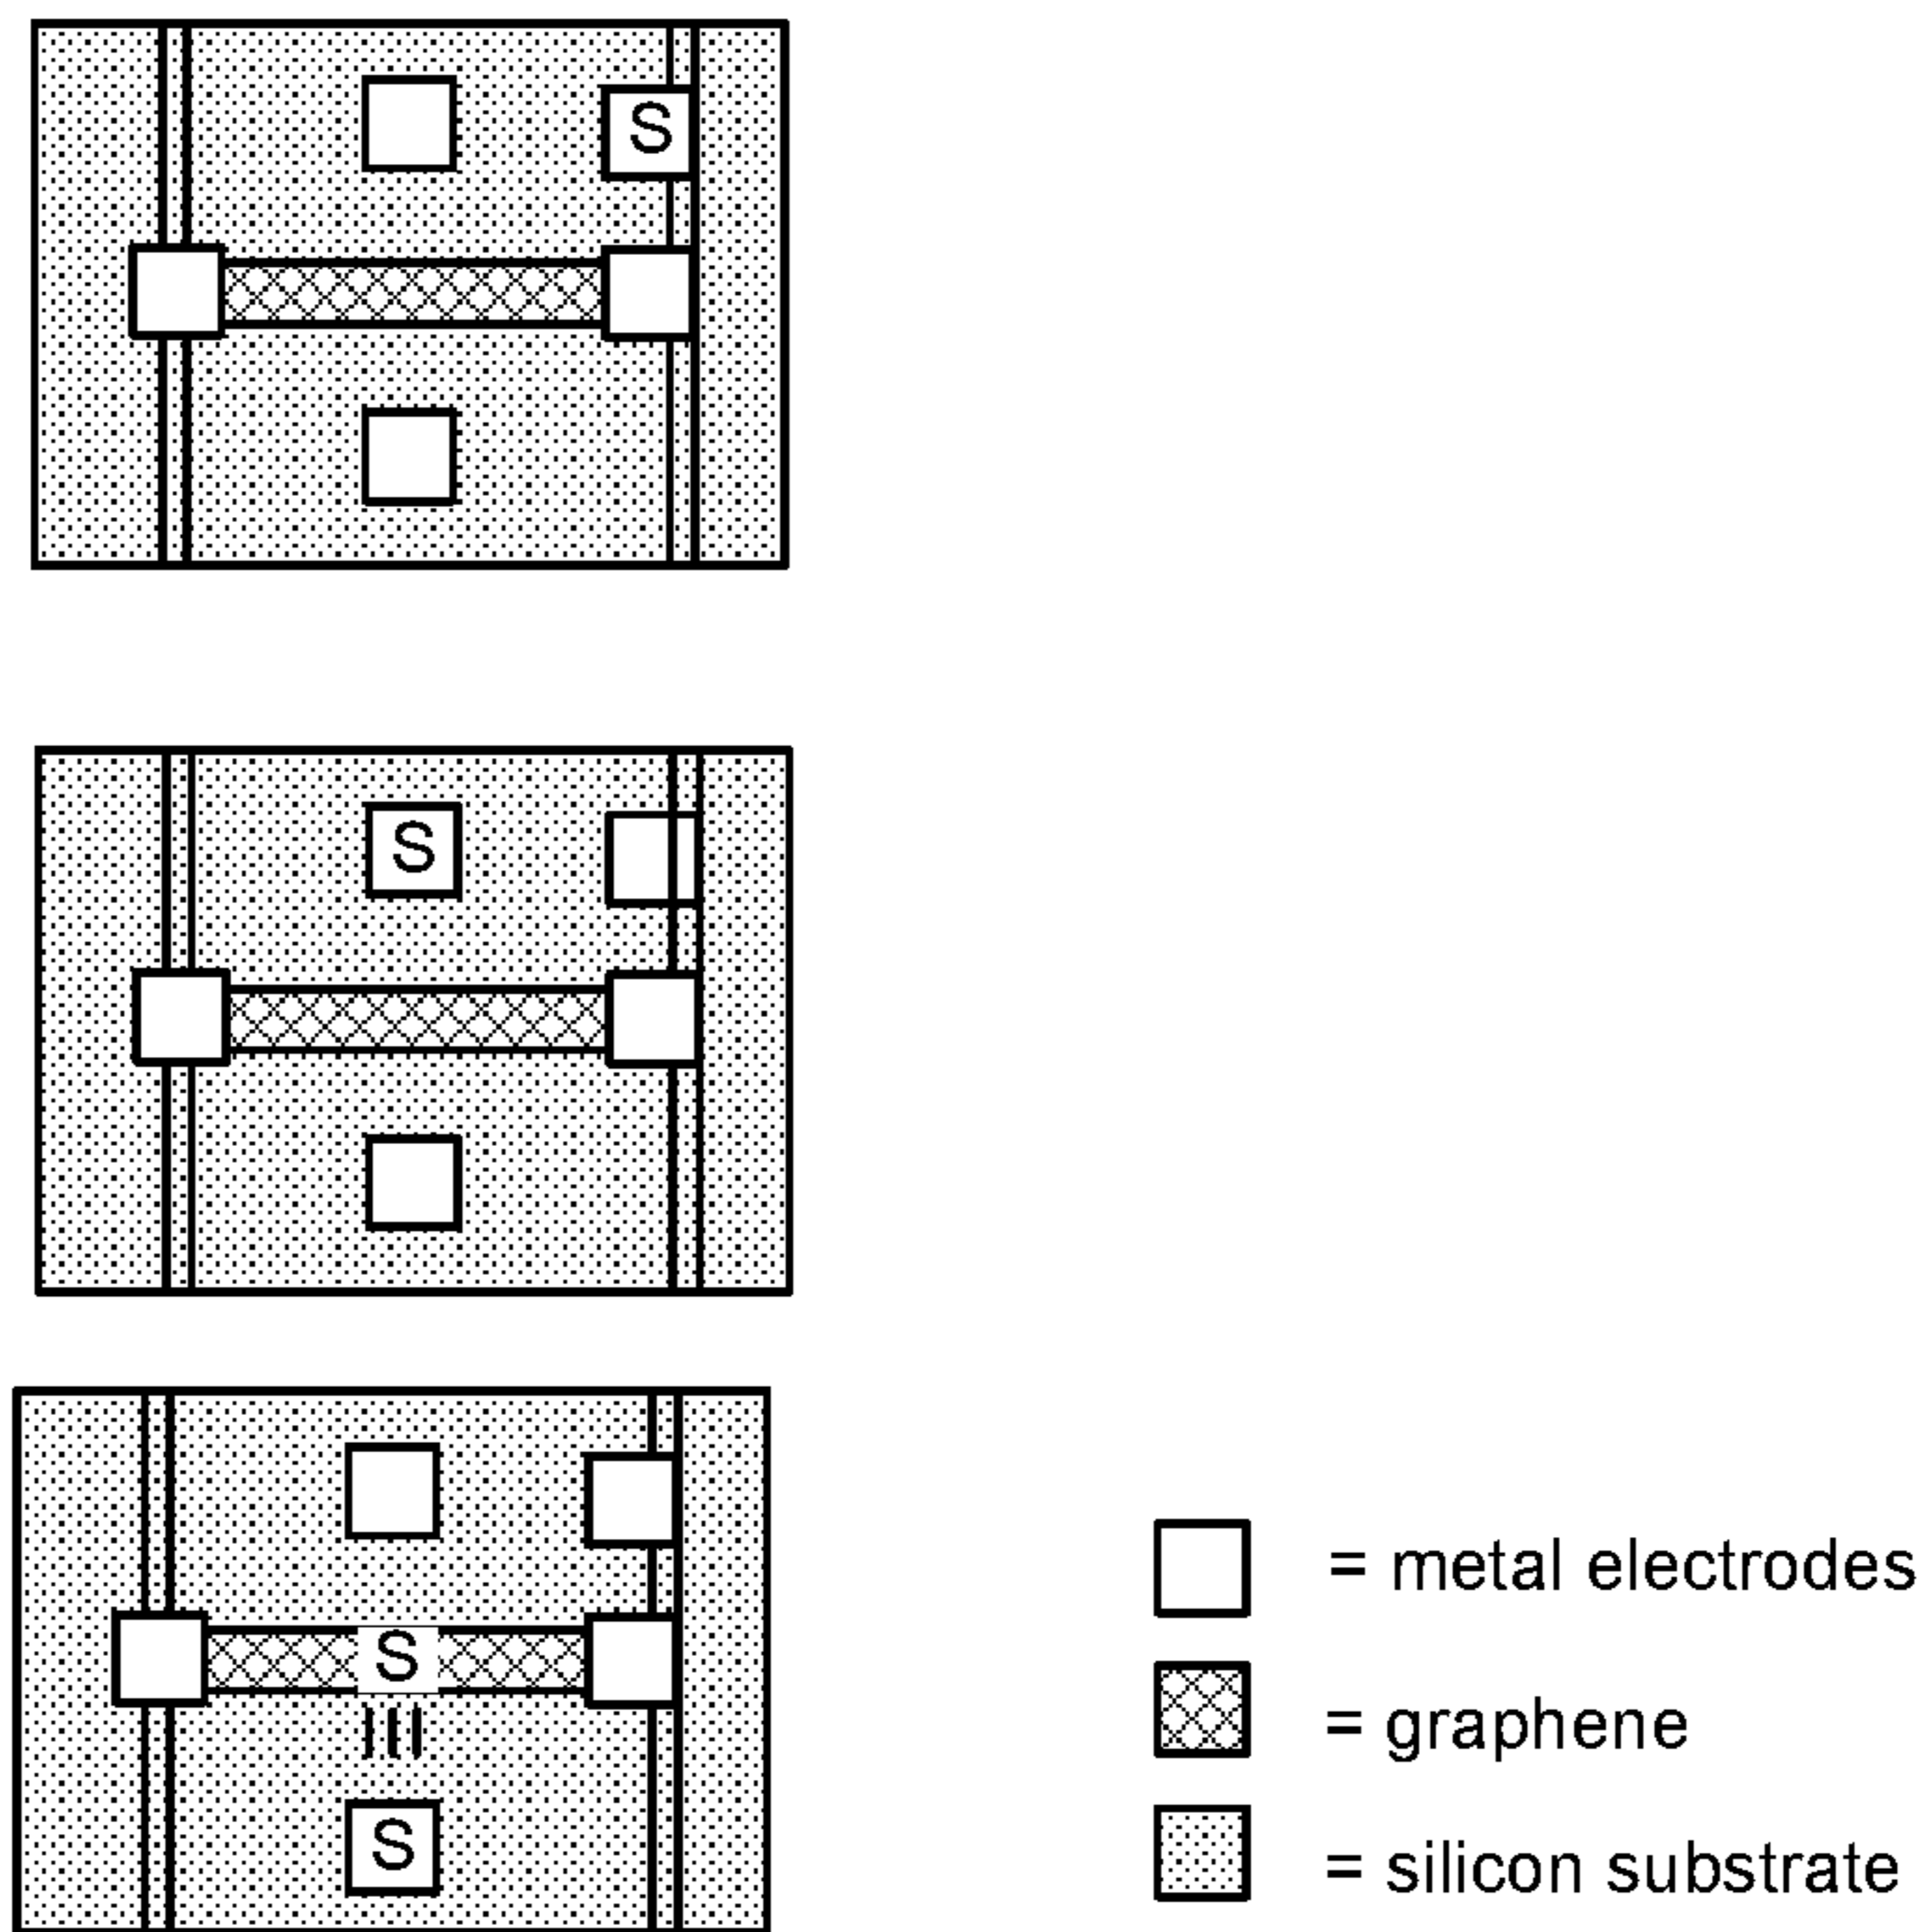 S
S
S
S
= metal electrodes
= graphene
= silicon substrate